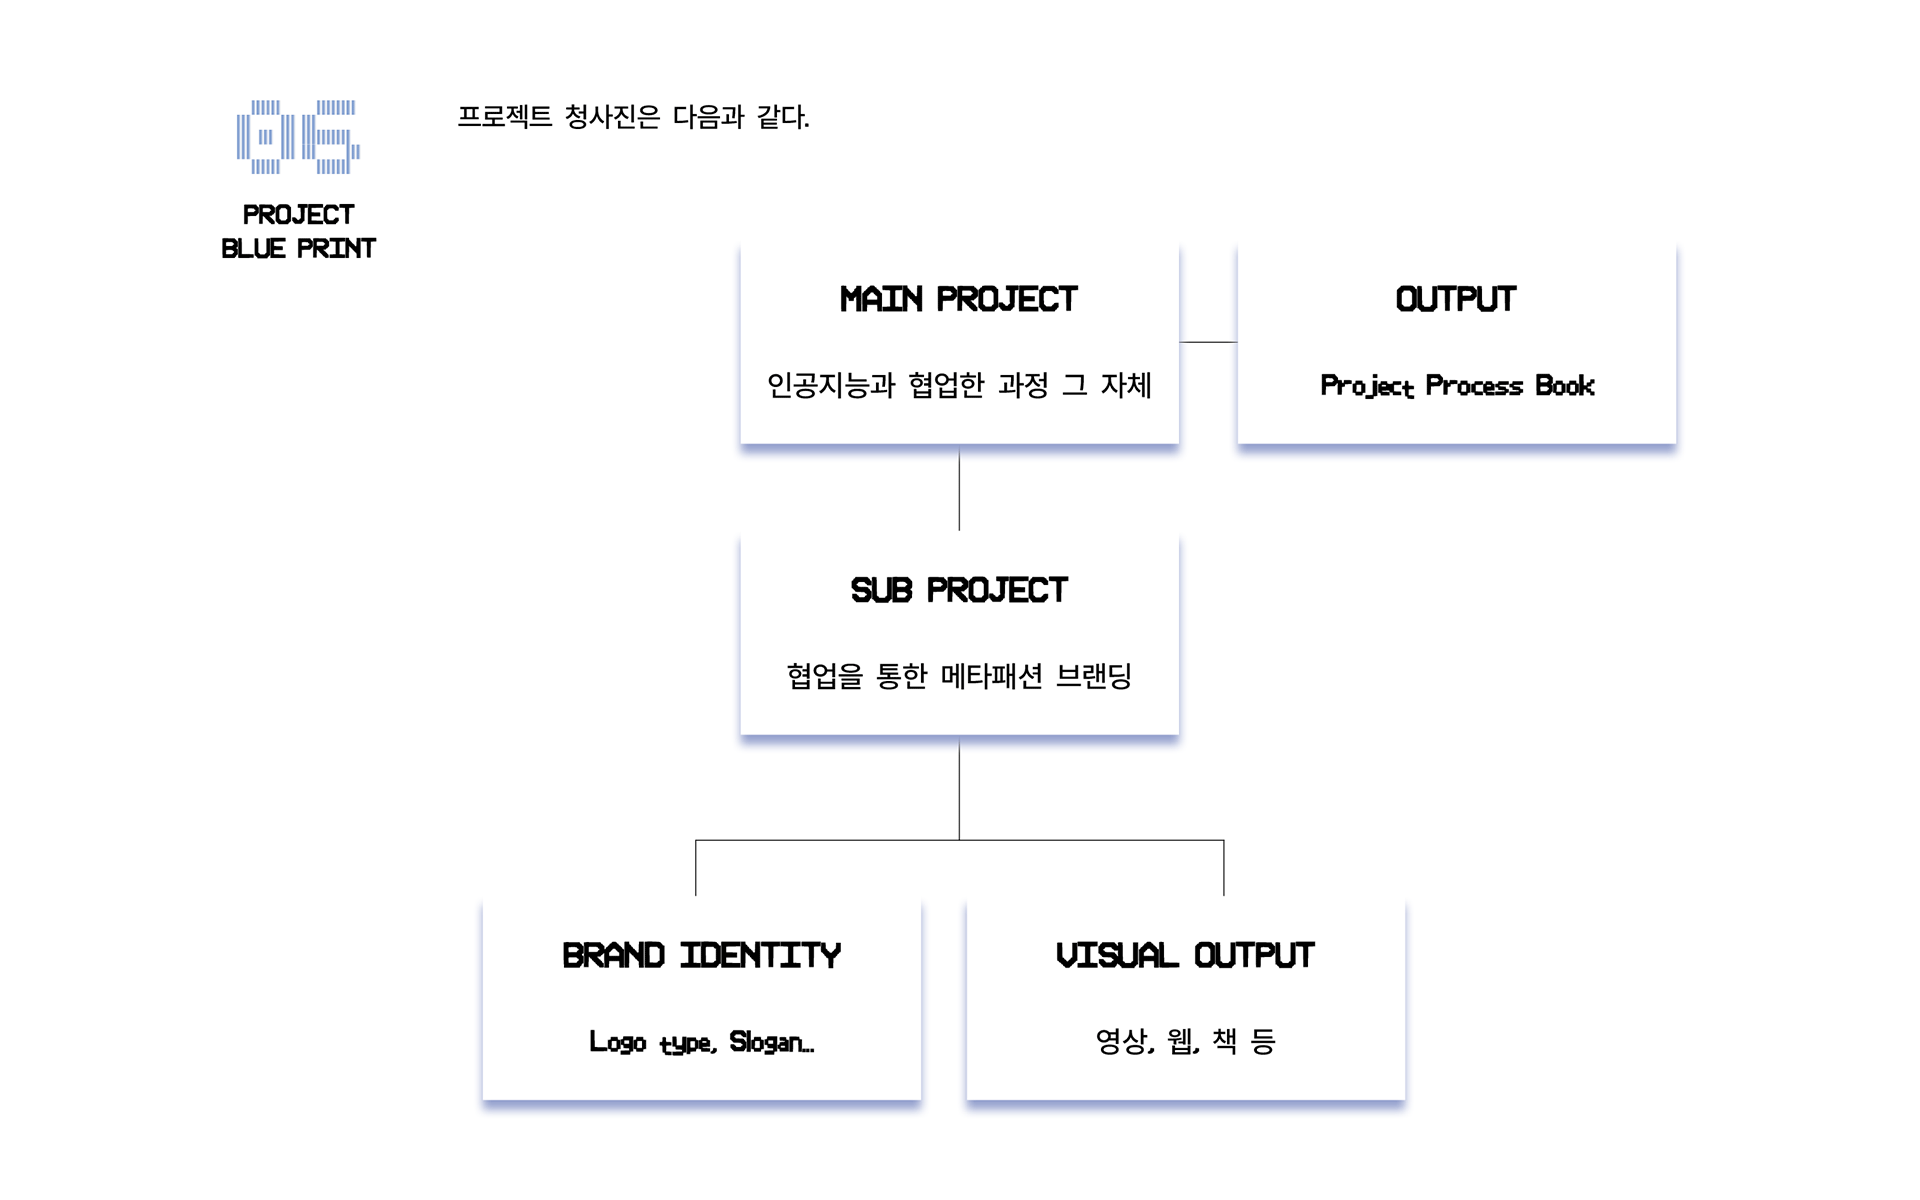 06.
프로젝트 청사진은 다음과 같다.
PROJECT
BLUE PRINT
MAIN PROJECT
인공지능과 협업한 과정 그 자체
OUTPUT
Project Process Book
SUB PROJECT
협업을 통한 메타패션 브랜딩
BRAND IDENTITY
Logo type, Slogan...
VISUAL OUTPUT
영상, 웹, 책 등